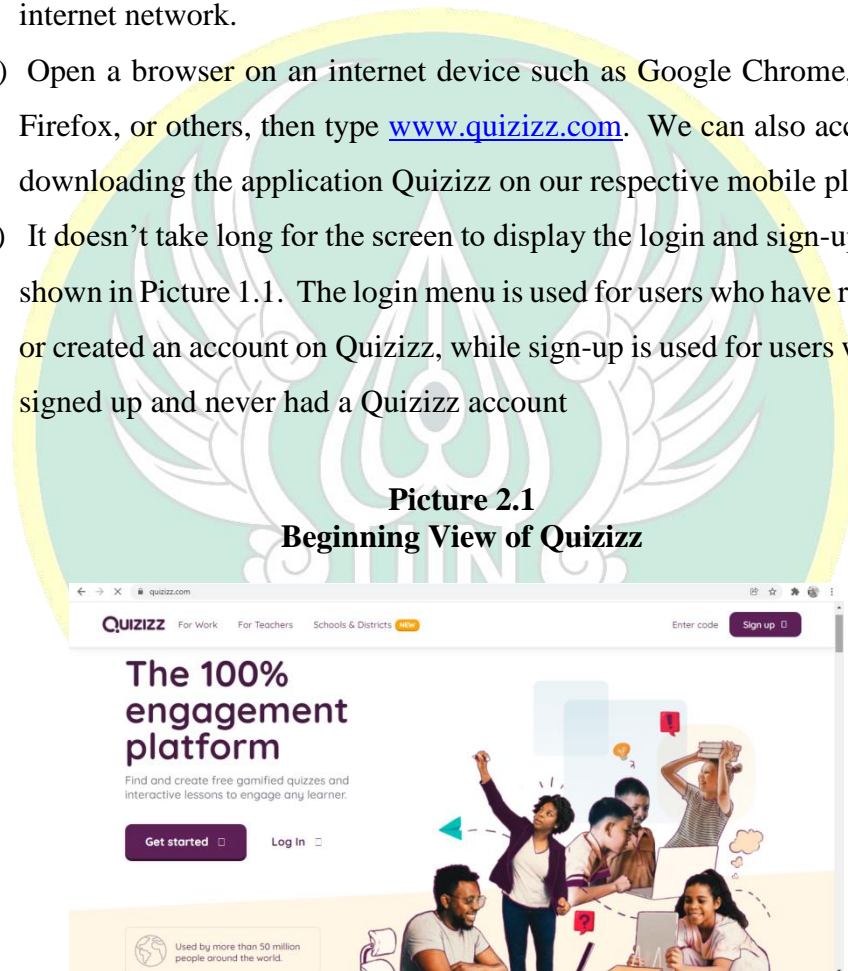 internet network.
) Open a browser on an internet device such as Google Chrome,
Firefox, or others, then type www.quizizz.com. We can also acc
downloading the application Quizizz on our respective mobile pl
) It doesn't take long for the screen to display the login and sign-u
shown in Picture 1.1. The login menu is used for users who have r
or created an account on Quizizz, while sign-up is used for users
signed up and never had a Quizizz account
UIN
Picture 2.1
Beginning View of Quizizz
quizizz.com
QUIZIZZ For Work For Teachers Schools & Districts NEW Enter code Sign up
The 100%
engagement
platform
Find and create free gamified quizzes and
interactive lessons to engage any learner.
Get started Log In
Used by more than 50 million
people around the world.